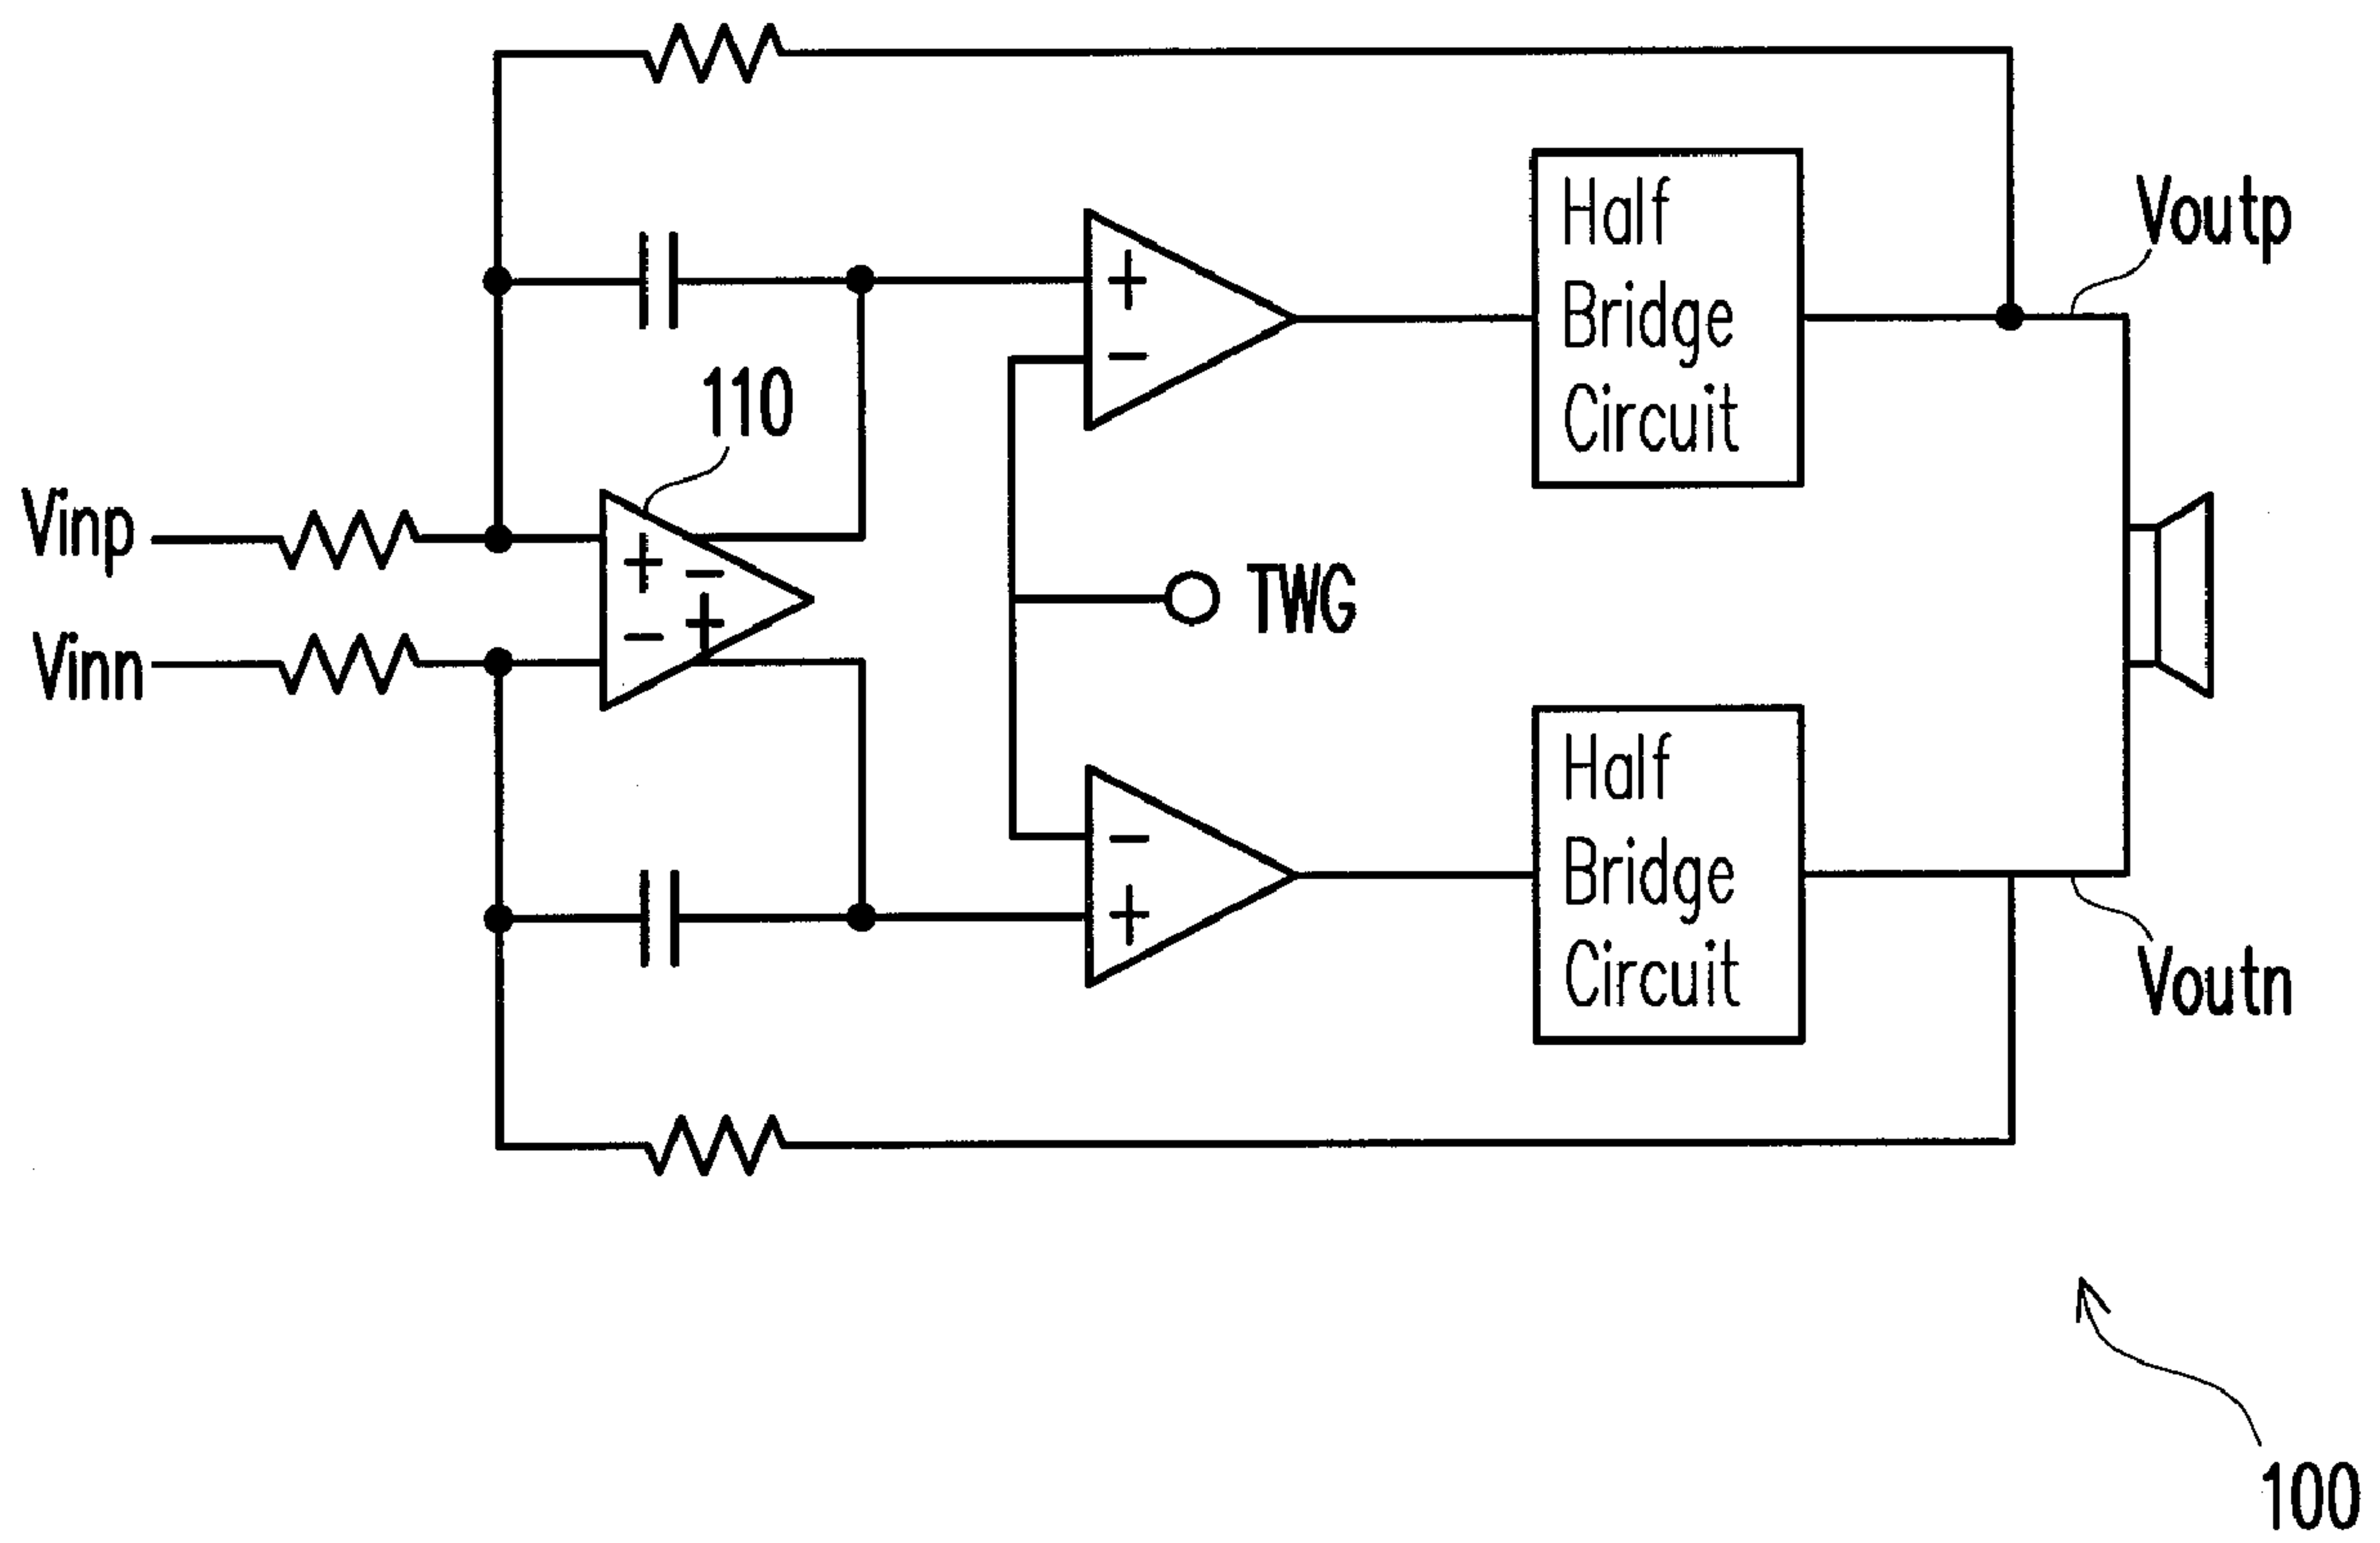 Half
Bridge
Circuit
Voutp
110
Vinp
+
-
+
-
+
-
TWG
Vinn
Half
Bridge
Circuit
-
+
Voutn
100